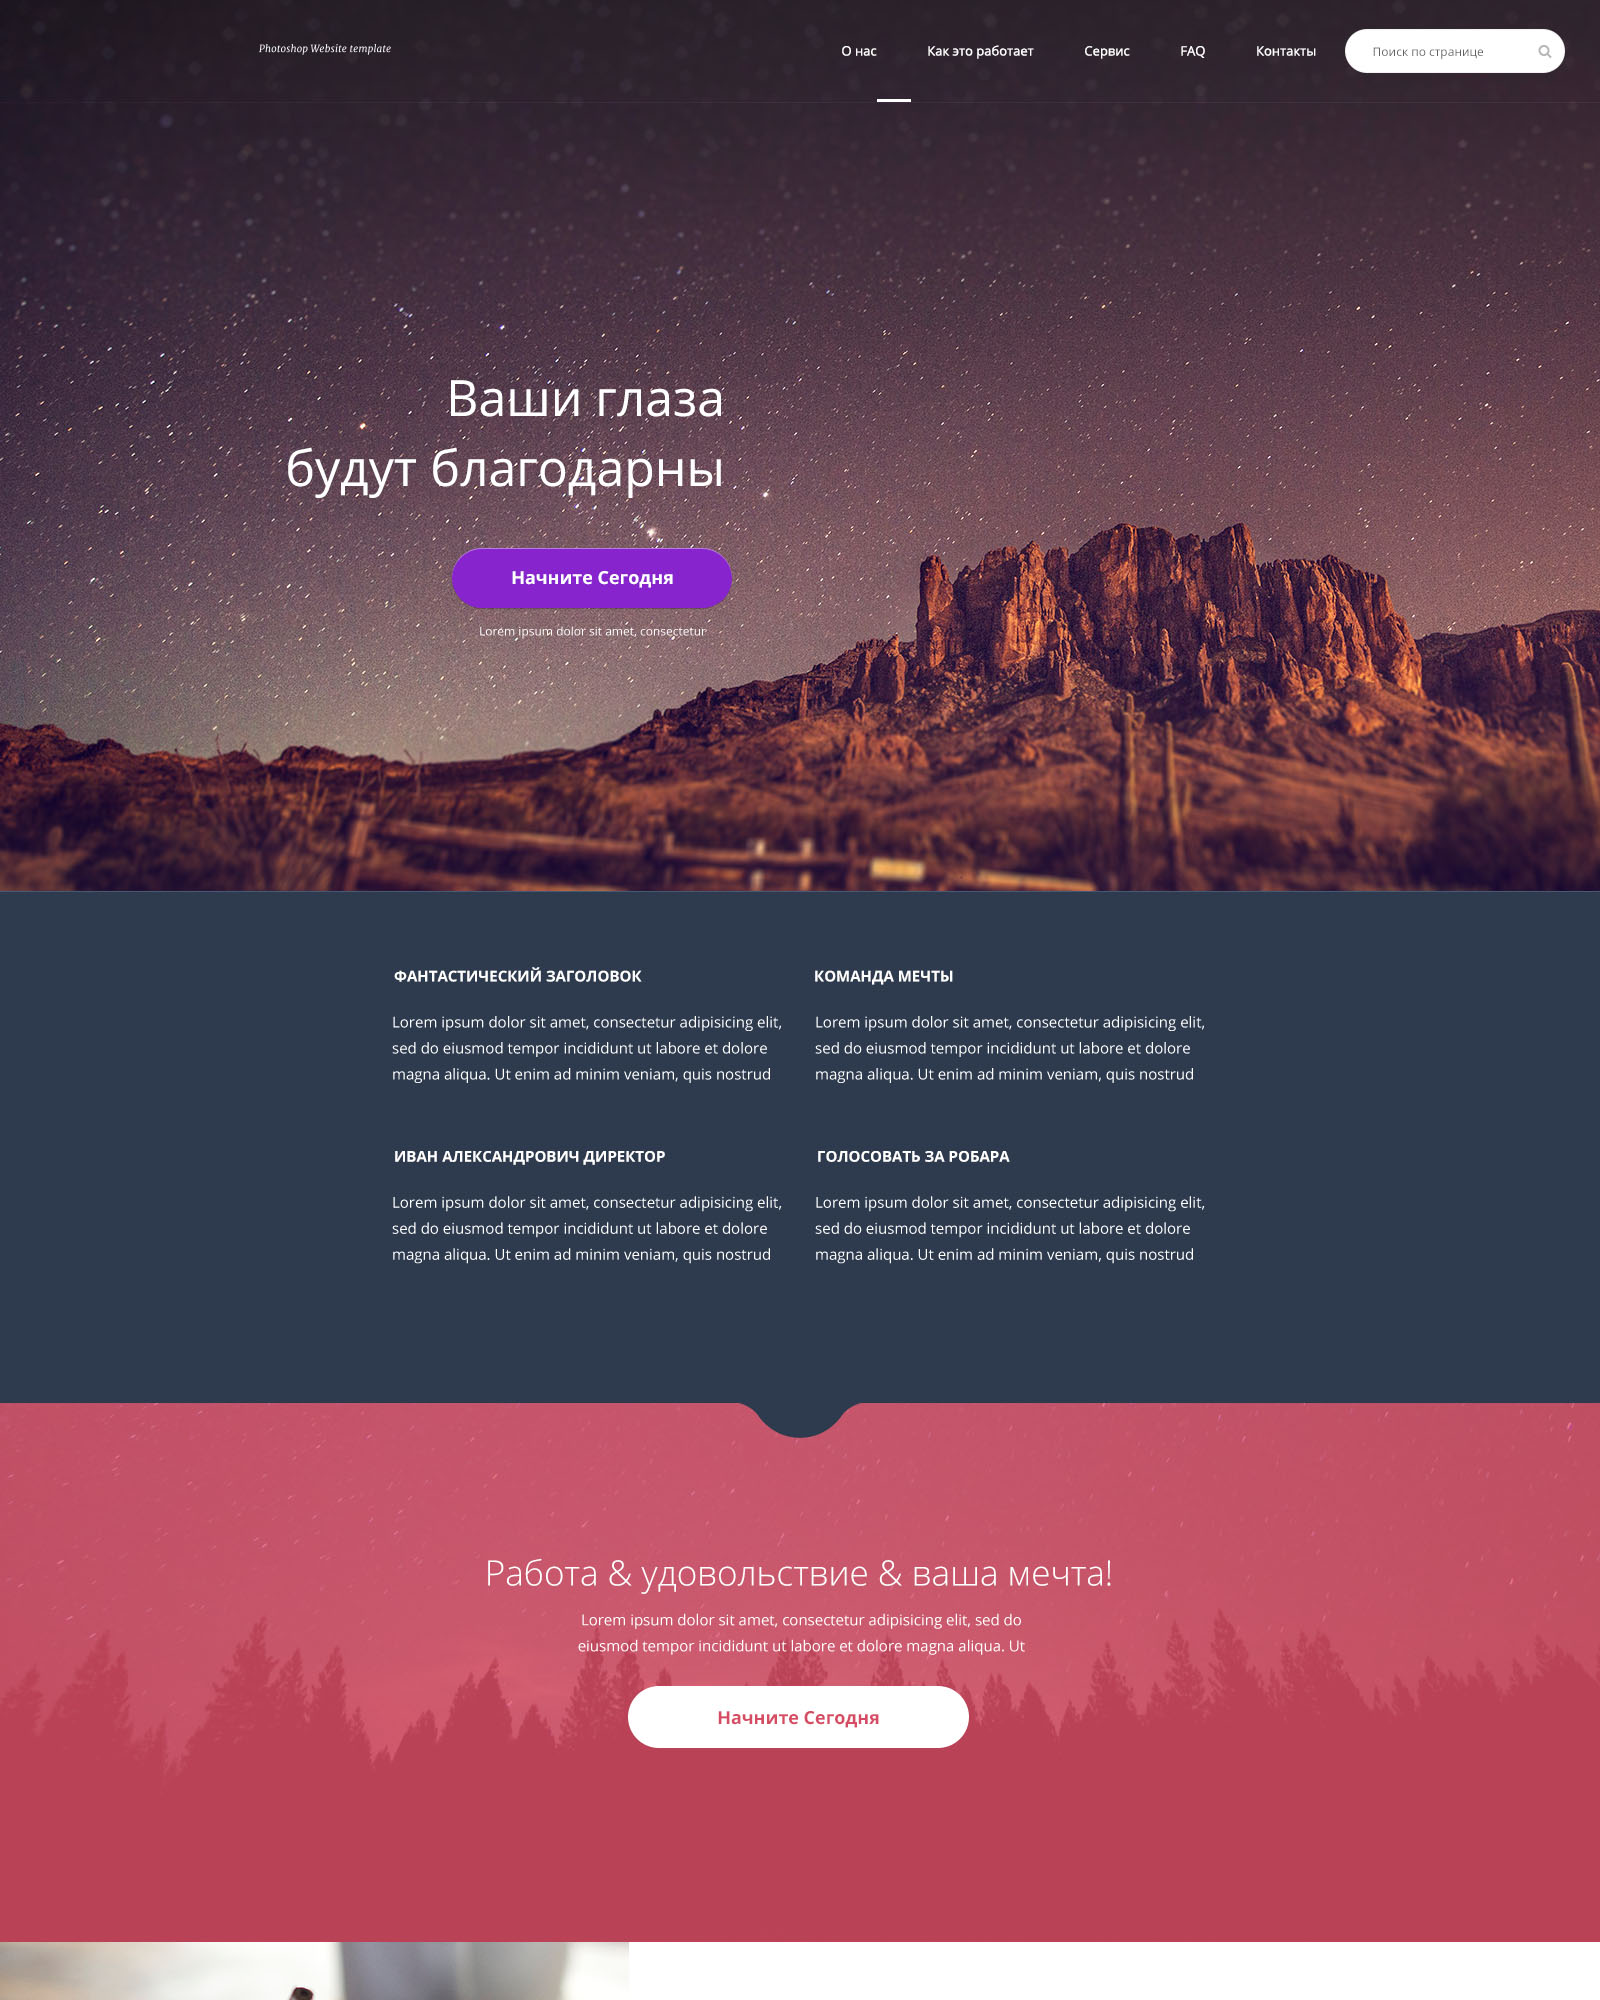 Photoshop Website template
О нас
Как это работает
Сервис
FAQ
Контакты
Поиск по странице
Ваши глаза
будут благодарны
Начните Сегодня
Lorem ipsum dolor sit amet, consectetur
ФАНТАСТИЧЕСКИЙ ЗАГОЛОВОК
Lorem ipsum dolor sit amet, consectetur adipisicing elit,
sed do eiusmod tempor incididunt ut labore et dolore
magna aliqua. Ut enim ad minim veniam, quis nostrud
КОМАНДА МЕЧТЫ
Lorem ipsum dolor sit amet, consectetur adipisicing elit,
sed do eiusmod tempor incididunt ut labore et dolore
magna aliqua. Ut enim ad minim veniam, quis nostrud
ИВАН АЛЕКСАНДРОВИЧ ДИРЕКТОР
Lorem ipsum dolor sit amet, consectetur adipisicing elit,
sed do eiusmod tempor incididunt ut labore et dolore
magna aliqua. Ut enim ad minim veniam, quis nostrud
ГОЛОСОВАТЬ ЗА РОБАРА
Lorem ipsum dolor sit amet, consectetur adipisicing elit,
sed do eiusmod tempor incididunt ut labore et dolore
magna aliqua. Ut enim ad minim veniam, quis nostrud
Работа & удовольствие & ваша мечта!
Lorem ipsum dolor sit amet, consectetur adipisicing elit, sed do
eiusmod tempor incididunt ut labore et dolore magna aliqua. Ut
Начните Сегодня